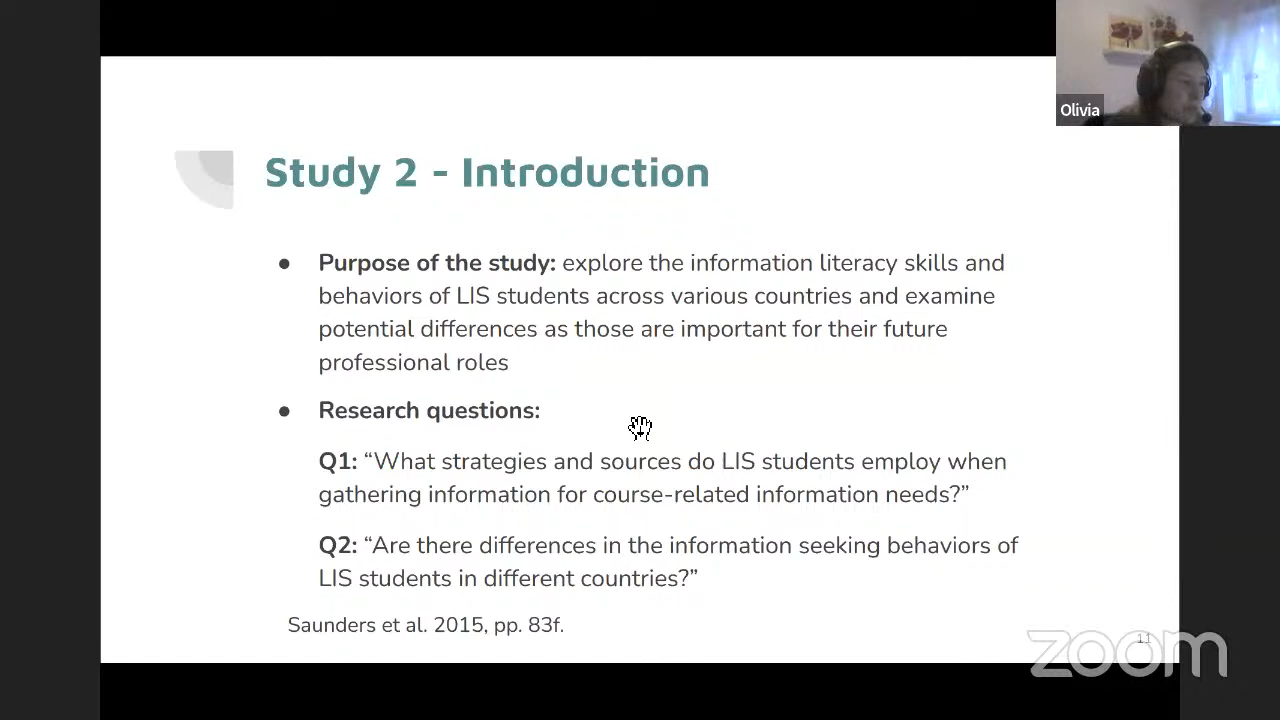 Olivia
Study 2 - Introduction
● Purpose of the study: explore the information literacy skills and
behaviors of LIS students across various countries and examine
potential differences as those are important for their future
professional roles
● Research questions:
Q1: “What strategies and sources do LIS students employ when
gathering information for course-related information needs?”
Q2: “Are there differences in the information seeking behaviors of
LIS students in different countries?”
Saunders et al. 2015, pp. 83f.
11
zoom